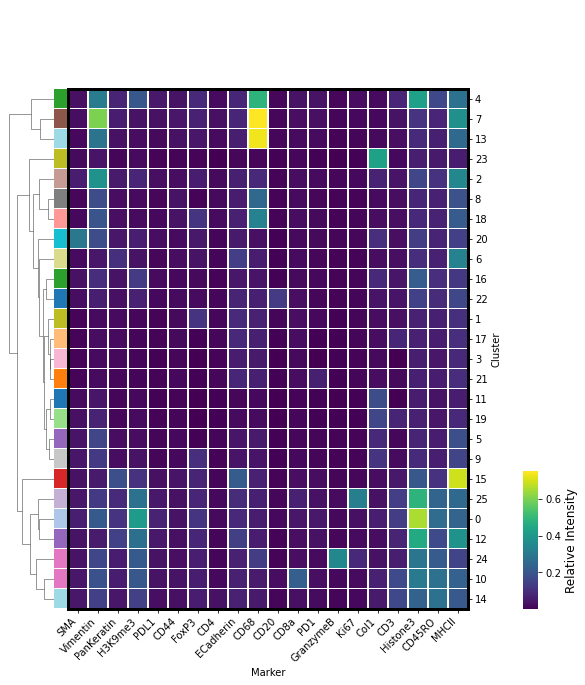 4
7
13
23
2
8
18
20
6
16
22
1
17
3
21
11
19
5
9
15
25
0
12
24
10
14
Cluster
SMA
Vimentin
PanKeratin
H3K9me3
PDL1
CD44
FoxP3
CD4
ECadherin
CD68
CD20
CD8a
PD1
GranzymeB
Ki67
Col1
CD3
Histone3
CD45RO
MHCII
Marker
0.6
0.4
0.2
Relative Intensity